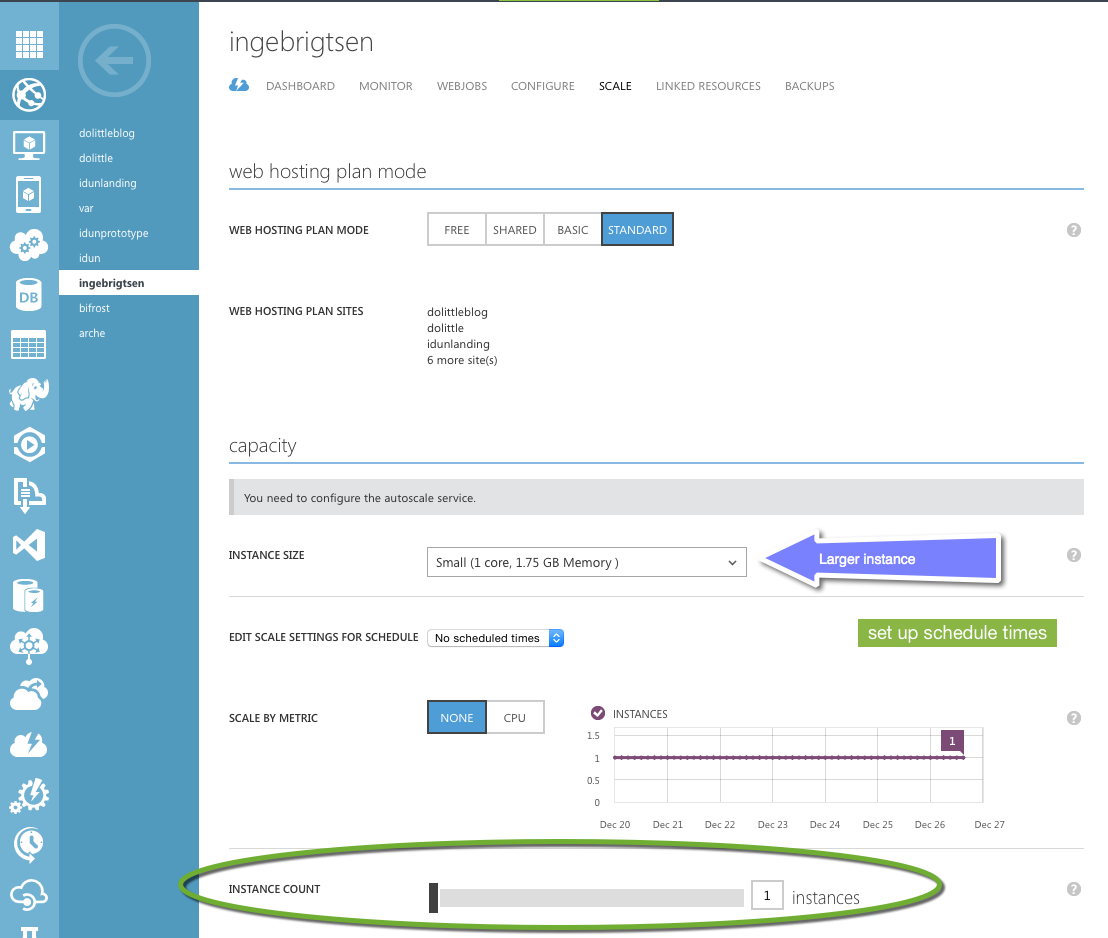 ingebrigtsen
DASHBOARD MONITOR WEBJOBS CONFIGURE SCALE LINKED RESOURCES BACKUPS
dolittleblog
dolittle
idunlanding
var
idunprototype
idun
ingebrigtsen
bifrost
arche
DB
web hosting plan mode
WEB HOSTING PLAN MODE FREE SHARED BASIC STANDARD ?
WEB HOSTING PLAN SITES dolittleblog
dolittle
idunlanding
6 more site(s)
capacity
You need to configure the autoscale service.
INSTANCE SIZE Small (1 core, 1.75 GB Memory ) Larger instance ?
EDIT SCALE SETTINGS FOR SCHEDULE No scheduled times set up schedule times
SCALE BY METRIC NONE CPU INSTANCES ?
1.5
1
1
0.5
0
Dec 20 Dec 21 Dec 22 Dec 23 Dec 24 Dec 25 Dec 26 Dec 27
INSTANCE COUNT 1 instances ?